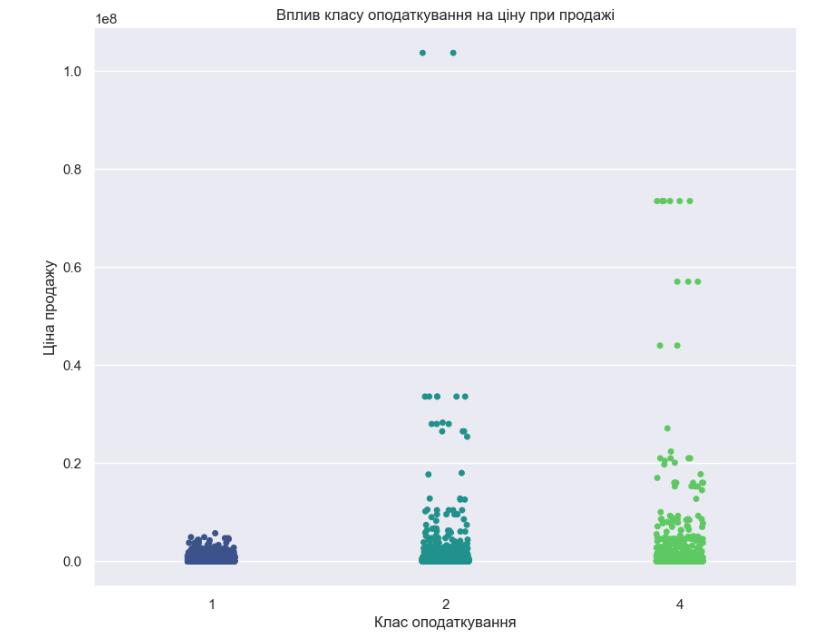 Вплив класу оподаткування на ціну при продажі
1e8
1.0
0.8
0.6
0.4
0.2
0.0
Ціна продажу
1 2 4
Клас оподаткування